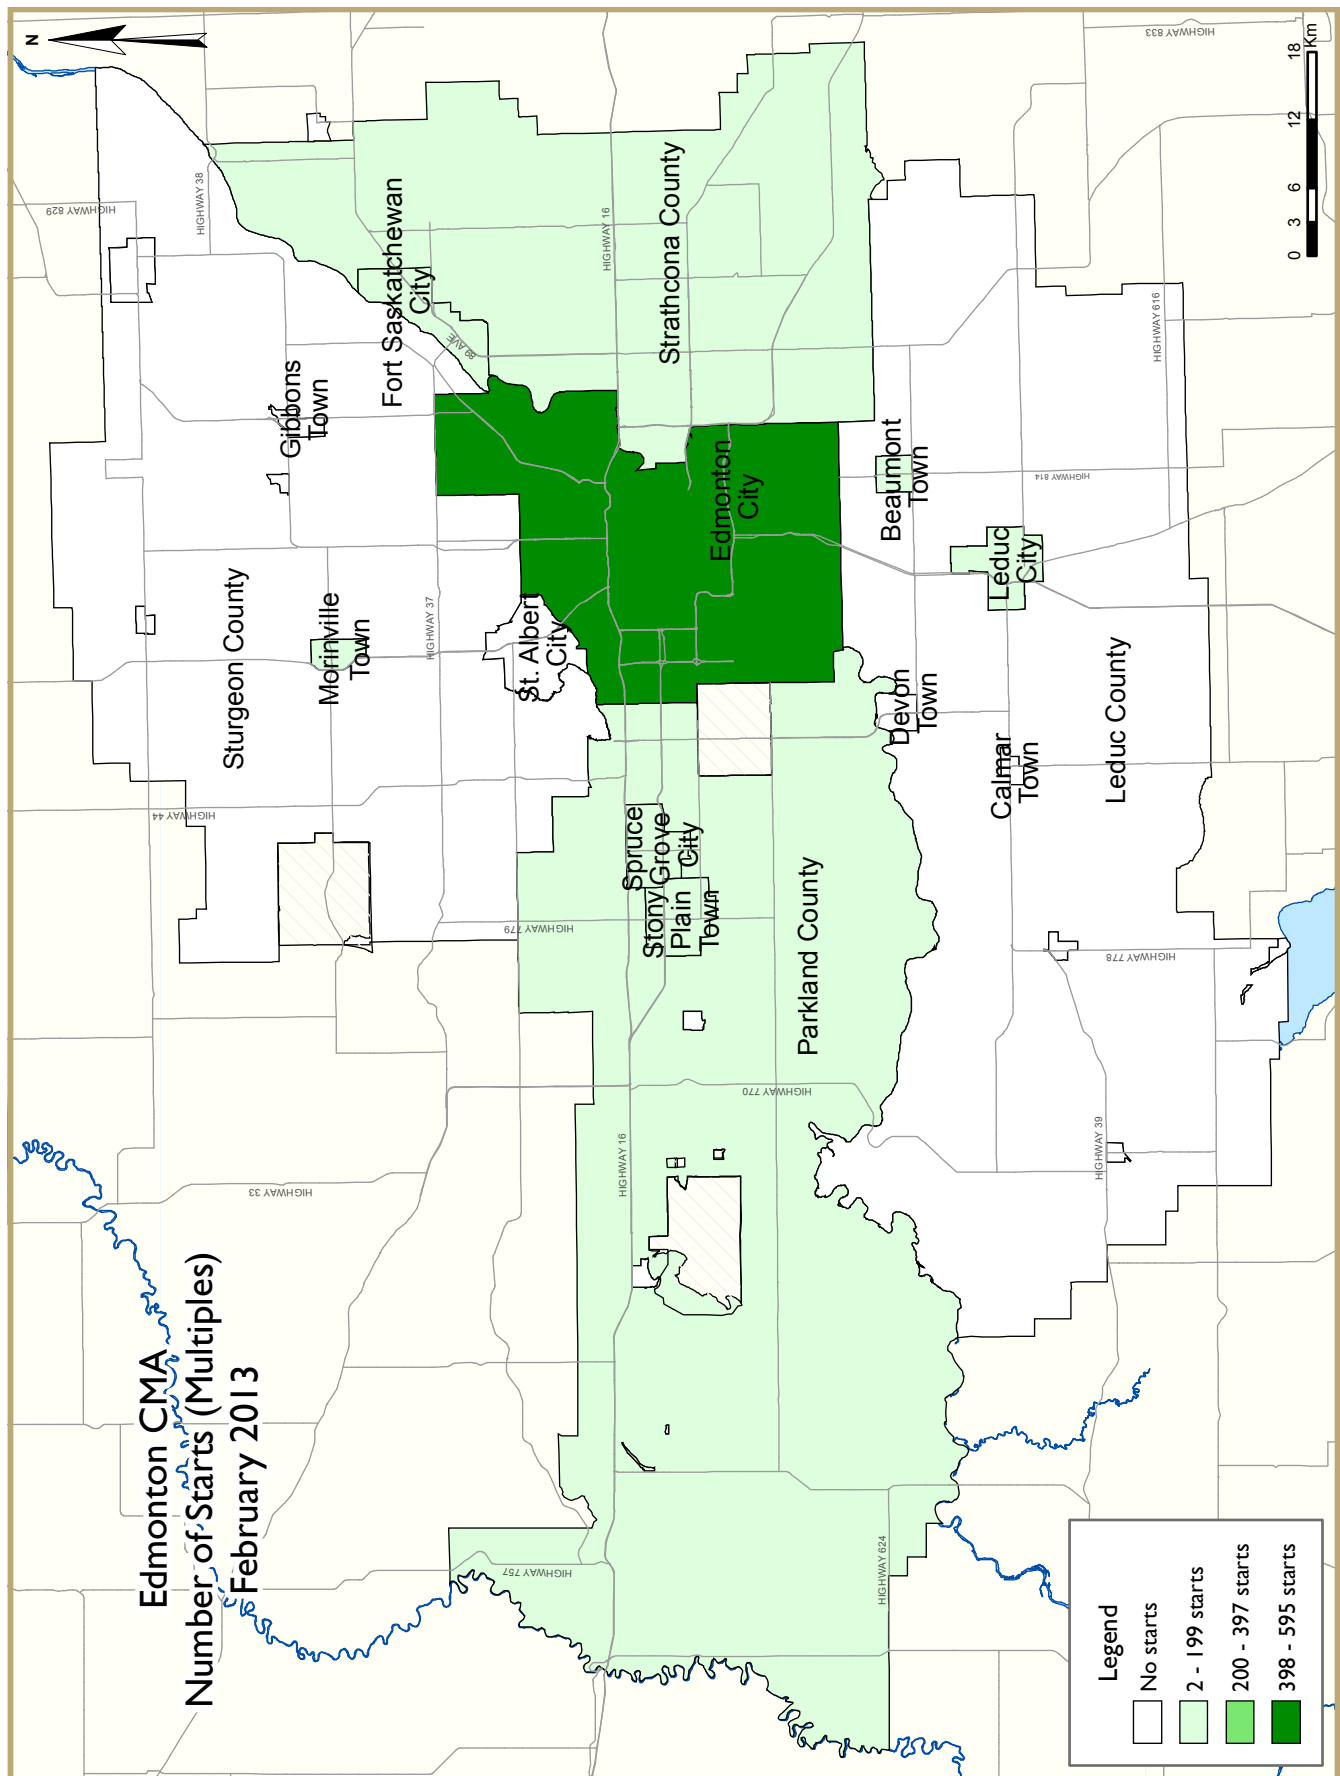 Edmonton CMA
Number of Starts (Multiples)
February 2013
N
HIGHWAY 829
HIGHWAY 38
HIGHWAY 833
HIGHWAY 44
HIGHWAY 37
HIGHWAY 779
HIGHWAY 33
HIGHWAY 757
HIGHWAY 16
HIGHWAY 16
HIGHWAY 770
HIGHWAY 624
HIGHWAY 39
HIGHWAY 778
HIGHWAY 814
HIGHWAY 616
89 AVE
Sturgeon County
Morinville
Town
Gibbons
Town
Fort Saskatchewan
City
Strathcona County
St. Albert
City
Edmonton
City
Spruce
Grove
City
Stony
Plain
Town
Parkland County
Devon
Town
Beaumont
Town
Leduc
City
Calmar
Town
Leduc County
Legend
No starts
2 - 199 starts
200 - 397 starts
398 - 595 starts
0 3 6 12 18
Km